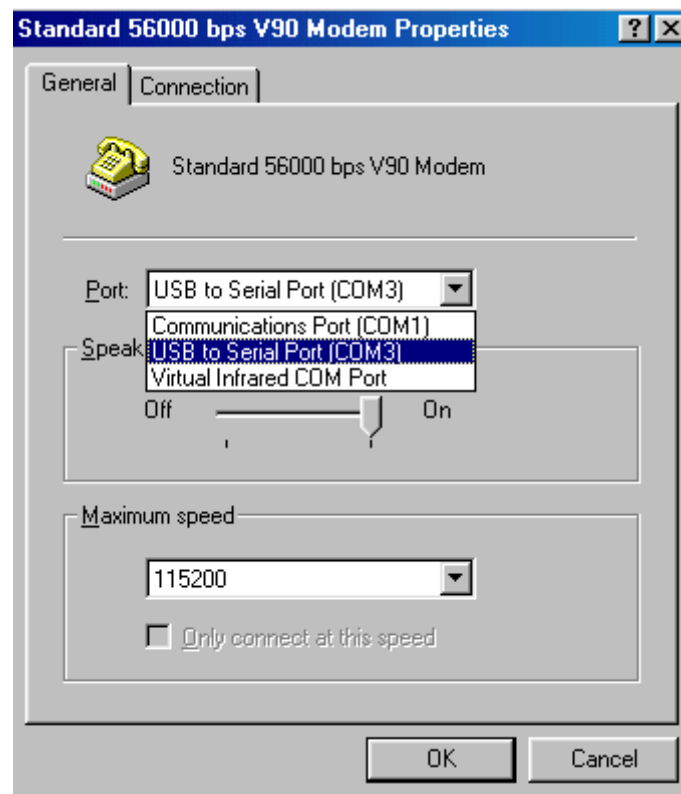 Standard 56000 bps V90 Modem Properties ? X
General Connection
Standard 56000 bps V90 Modem
Port: USB to Serial Port (COM3)
Communications Port (COM1)
Speak USB to Serial Port (COM3)
Virtual Infrared COM Port
Off On
Maximum speed
115200
Only connect at this speed
OK Cancel